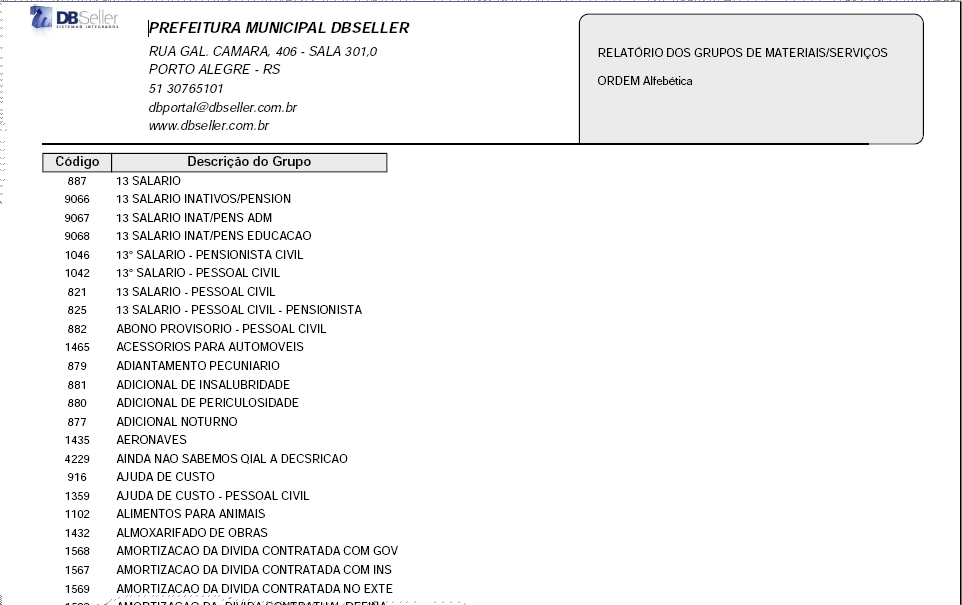 DBSeller
SISTEMAS INTEGRADOS
PREFEITURA MUNICIPAL DBSELLER
RUA GAL. CAMARA, 406 - SALA 301,0
PORTO ALEGRE - RS
51 30765101
dbportal@dbseller.com.br
www.dbseller.com.br
RELATÓRIO DOS GRUPOS DE MATERIAIS/SERVIÇOS
ORDEM Alfebética
Código Descrição do Grupo
887 13 SALARIO
9066 13 SALARIO INATIVOS/PENSION
9067 13 SALARIO INAT/PENS ADM
9068 13 SALARIO INAT/PENS EDUCACAO
1046 13° SALARIO - PENSIONISTA CIVIL
1042 13° SALARIO - PESSOAL CIVIL
821 13 SALARIO - PESSOAL CIVIL
825 13 SALARIO - PESSOAL CIVIL - PENSIONISTA
882 ABONO PROVISORIO - PESSOAL CIVIL
1465 ACESSORIOS PARA AUTOMOVEIS
879 ADIANTAMENTO PECUNIARIO
881 ADICIONAL DE INSALUBRIDADE
880 ADICIONAL DE PERICULOSIDADE
877 ADICIONAL NOTURNO
1435 AERONAVES
4229 AINDA NAO SABEMOS QIAL A DECSRICAO
916 AJUDA DE CUSTO
1359 AJUDA DE CUSTO - PESSOAL CIVIL
1102 ALIMENTOS PARA ANIMAIS
1432 ALMOXARIFADO DE OBRAS
1568 AMORTIZACAO DA DIVIDA CONTRATADA COM GOV
1567 AMORTIZACAO DA DIVIDA CONTRATADA COM INS
1569 AMORTIZACAO DA DIVIDA CONTRATADA NO EXTE
AMORTIZACAO DA DIVIDA